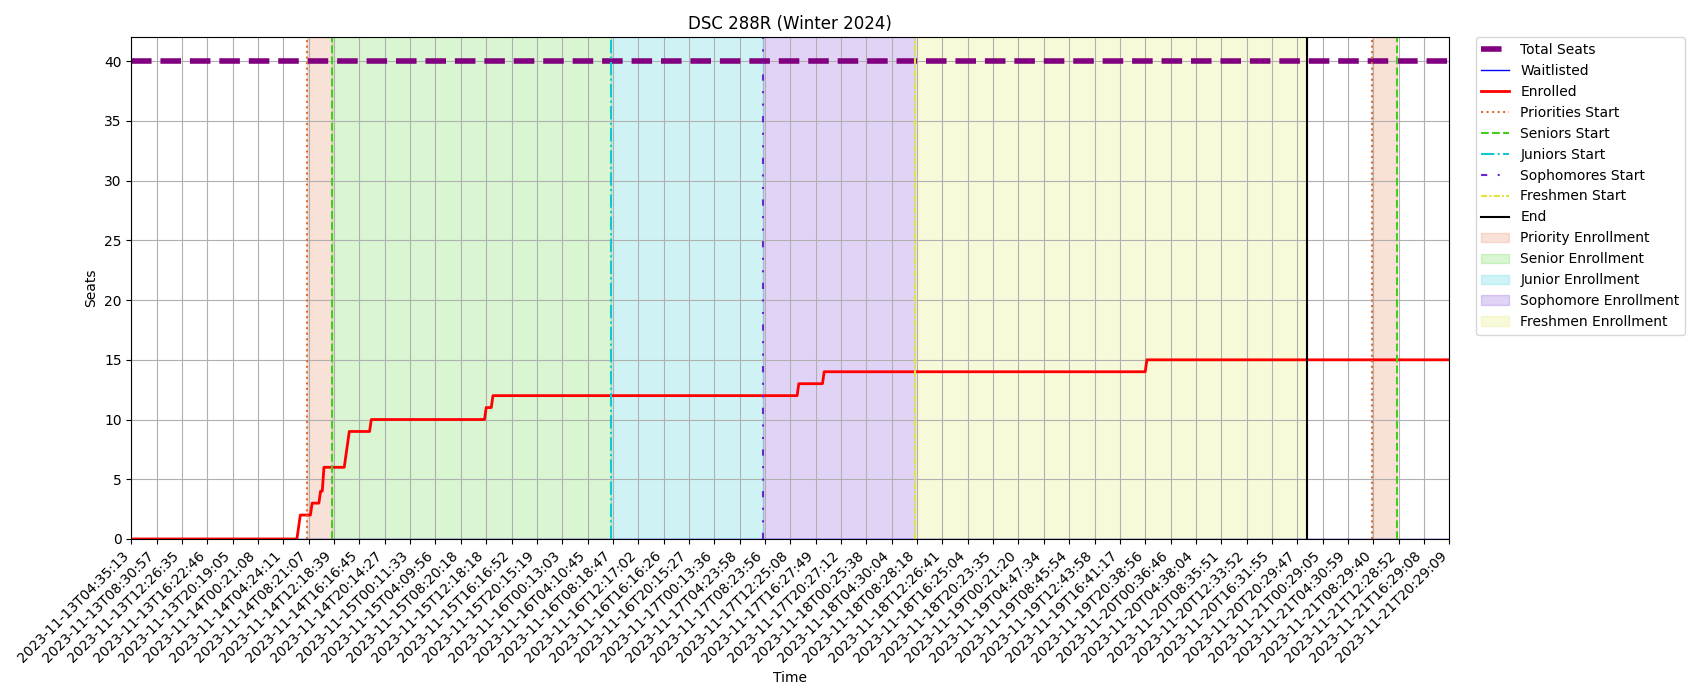 DSC 288R (Winter 2024)
Seats
40
35
30
25
20
15
10
5
0
2023-11-13T04:35:13
2023-11-13T08:30:57
2023-11-13T12:26:35
2023-11-13T16:22:46
2023-11-13T20:19:05
2023-11-14T00:21:08
2023-11-14T04:24:11
2023-11-14T08:21:07
2023-11-14T12:18:39
2023-11-14T16:16:45
2023-11-14T20:14:27
2023-11-15T00:11:33
2023-11-15T04:09:56
2023-11-15T08:20:18
2023-11-15T12:18:18
2023-11-15T16:16:52
2023-11-15T20:15:19
2023-11-16T00:13:03
2023-11-16T04:10:45
2023-11-16T08:18:47
2023-11-16T12:17:02
2023-11-16T16:16:26
2023-11-16T20:15:27
2023-11-17T00:13:36
2023-11-17T04:23:58
2023-11-17T08:23:56
2023-11-17T12:25:08
2023-11-17T16:27:49
2023-11-17T20:27:12
2023-11-18T00:25:38
2023-11-18T04:30:04
2023-11-18T08:28:18
2023-11-18T12:26:41
2023-11-18T16:25:04
2023-11-18T20:23:35
2023-11-19T00:21:20
2023-11-19T04:47:34
2023-11-19T08:45:54
2023-11-19T12:43:58
2023-11-19T16:41:17
2023-11-19T20:38:56
2023-11-20T00:36:46
2023-11-20T04:38:04
2023-11-20T08:35:51
2023-11-20T12:33:52
2023-11-20T16:31:55
2023-11-20T20:29:47
2023-11-21T00:29:05
2023-11-21T04:30:59
2023-11-21T08:29:40
2023-11-21T12:28:52
2023-11-21T16:29:08
2023-11-21T20:29:09
Time
Total Seats
Waitlisted
Enrolled
Priorities Start
Seniors Start
Juniors Start
Sophomores Start
Freshmen Start
End
Priority Enrollment
Senior Enrollment
Junior Enrollment
Sophomore Enrollment
Freshmen Enrollment